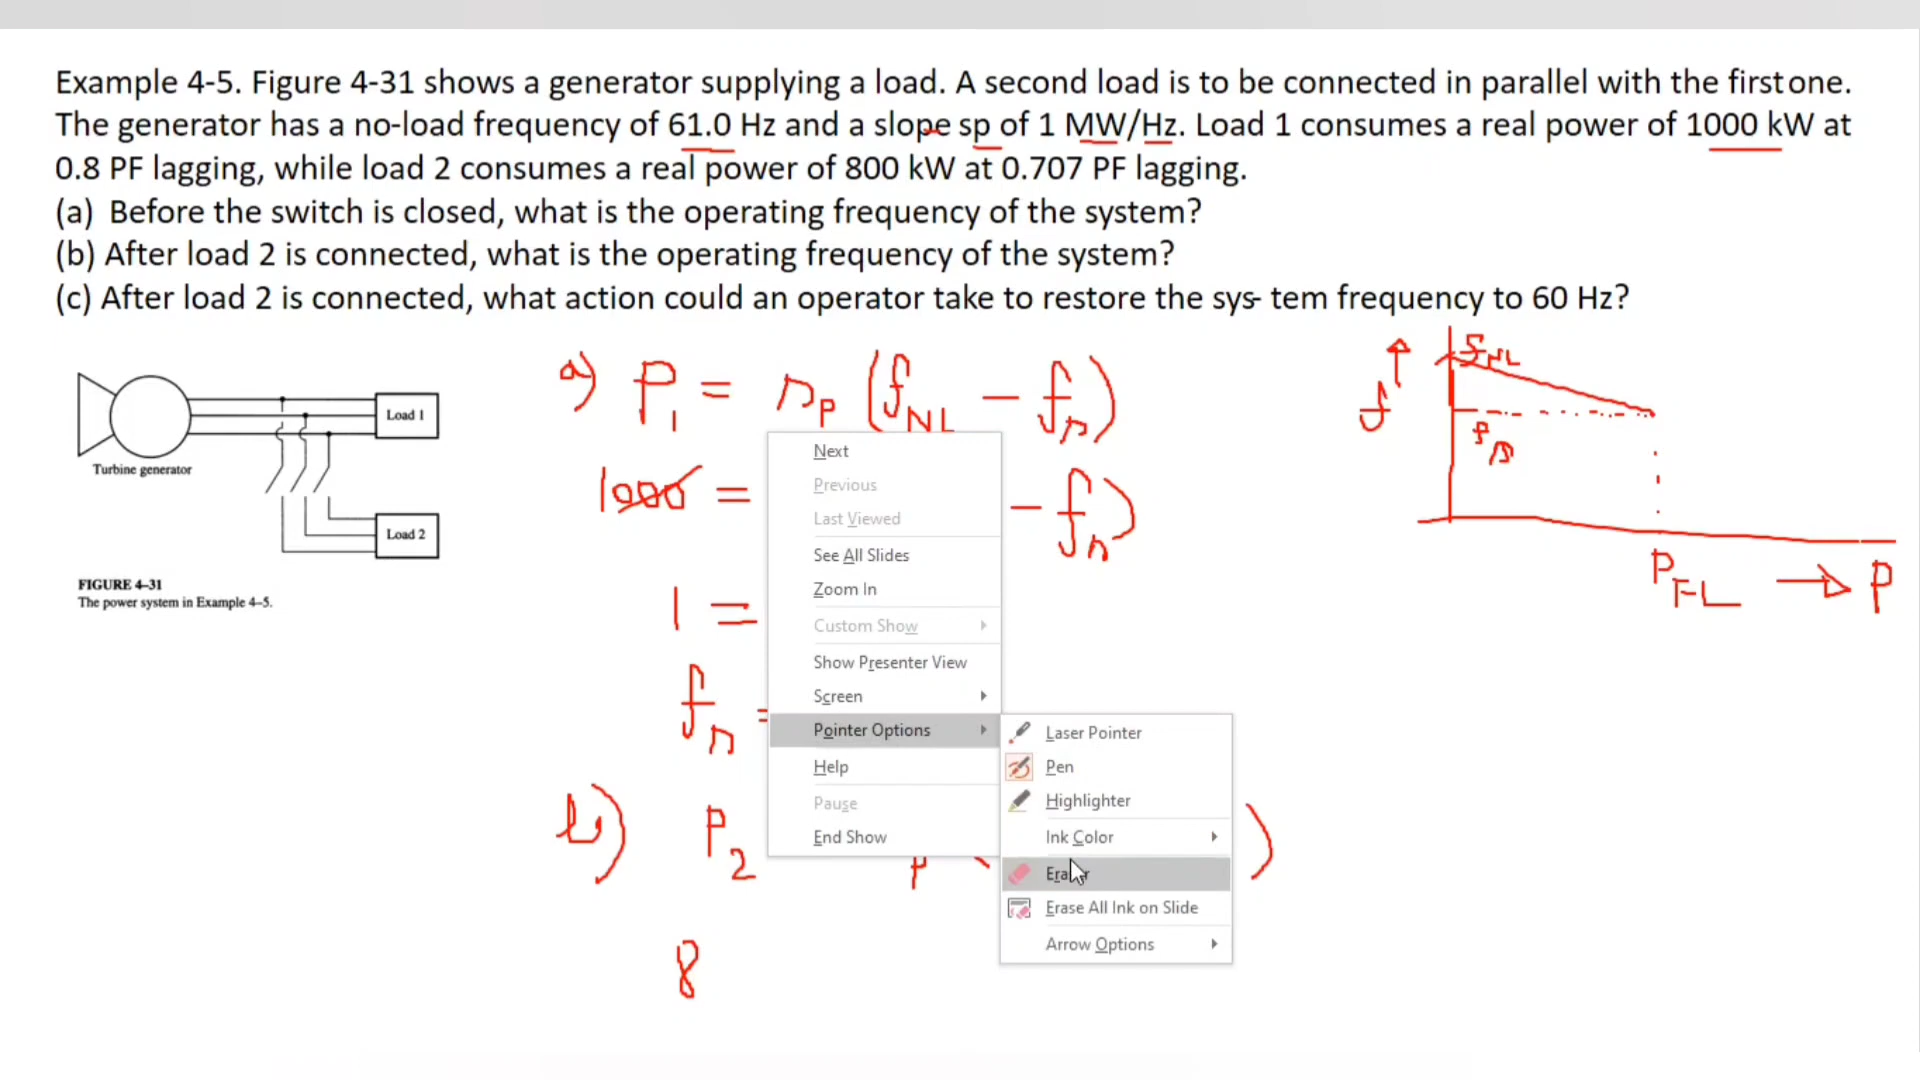 Example 4-5. Figure 4-31 shows a generator supplying a load. A second load is to be connected in parallel with the first one.
The generator has a no-load frequency of 61.0 Hz and a slope sp of 1 MW/Hz. Load 1 consumes a real power of 1000 kW at
0.8 PF lagging, while load 2 consumes a real power of 800 kW at 0.707 PF lagging.
(a) Before the switch is closed, what is the operating frequency of the system?
(b) After load 2 is connected, what is the operating frequency of the system?
(c) After load 2 is connected, what action could an operator take to restore the sys- tem frequency to 60 Hz?
Load 1
Turbine generator
Load 2
FIGURE 4–31
The power system in Example 4–5.
a) P1 = sp (fNL - fs)
1000 = - fs)
1 =
fs =
b) P2 p ( )
8
Next
Previous
Last Viewed
See All Slides
Zoom In
Custom Show
Show Presenter View
Screen
Pointer Options
Help
Pause
End Show
Laser Pointer
Pen
Highlighter
Ink Color
Eraser
Erase All Ink on Slide
Arrow Options
fNL
f
fs
PFL → P